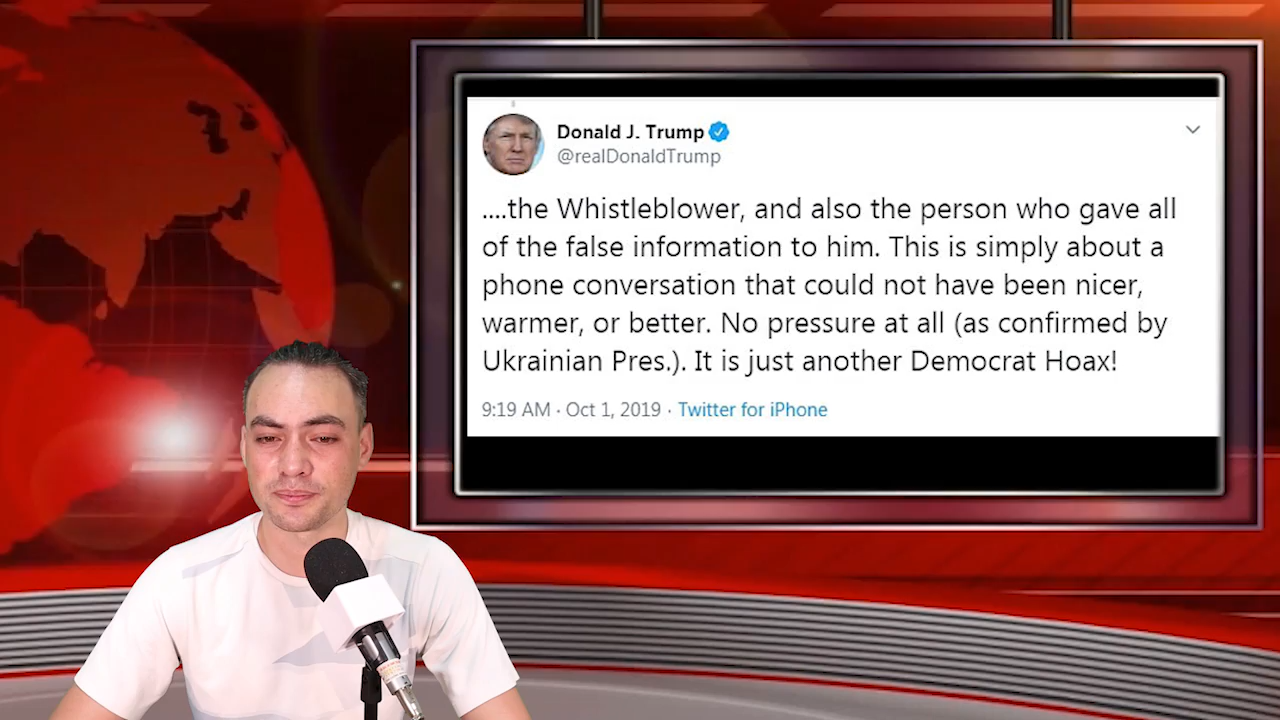 Donald J. Trump
@realDonaldTrump
....the Whistleblower, and also the person who gave all
of the false information to him. This is simply about a
phone conversation that could not have been nicer,
warmer, or better. No pressure at all (as confirmed by
Ukrainian Pres.). It is just another Democrat Hoax!
9:19 AM · Oct 1, 2019 · Twitter for iPhone